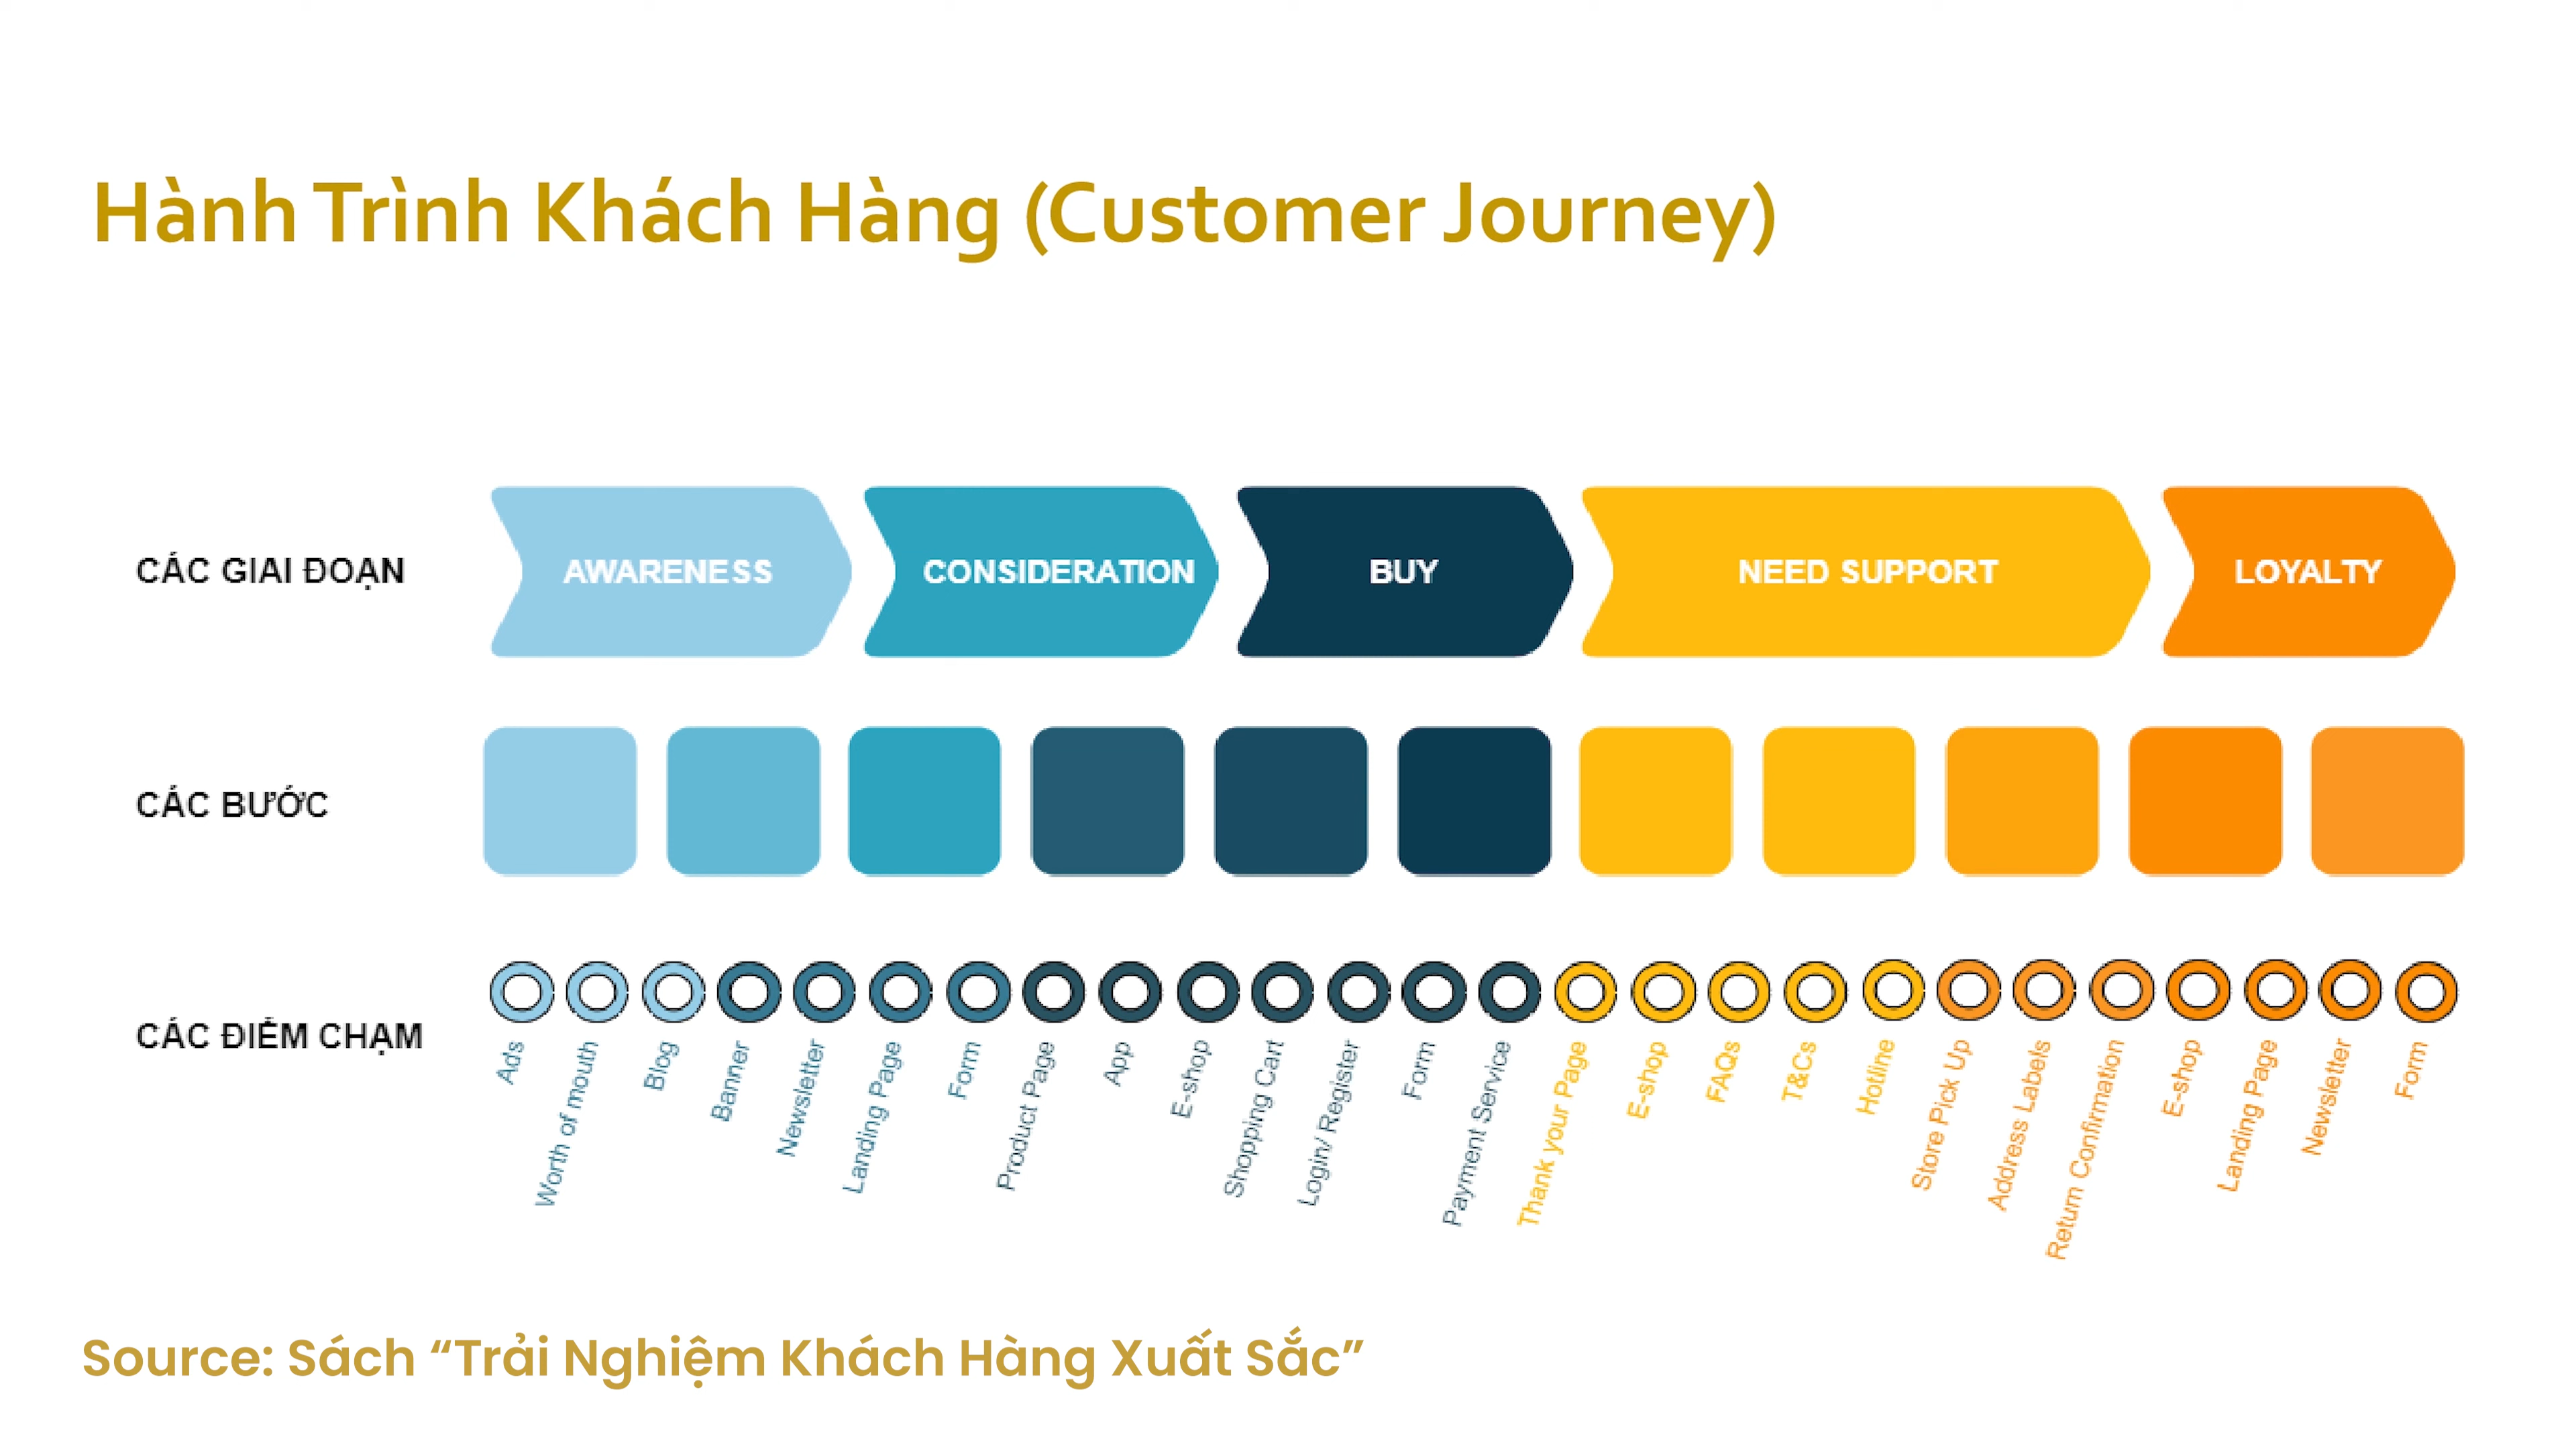 Hành Trình Khách Hàng (Customer Journey)
CÁC GIAI ĐOẠN
AWARENESS
CONSIDERATION
BUY
NEED SUPPORT
LOYALTY
CÁC BƯỚC
CÁC ĐIỂM CHẠM
Ads
Worth of mouth
Blog
Banner
Newsletter
Landing Page
Form
Product Page
App
E-shop
Shopping Cart
Login/ Register
Form
Payment Service
Thank your Page
E-shop
FAQs
T&Cs
Hotline
Store Pick Up
Address Labels
Return Confirmation
E-shop
Landing Page
Newsletter
Form
Source: Sách “Trải Nghiệm Khách Hàng Xuất Sắc”